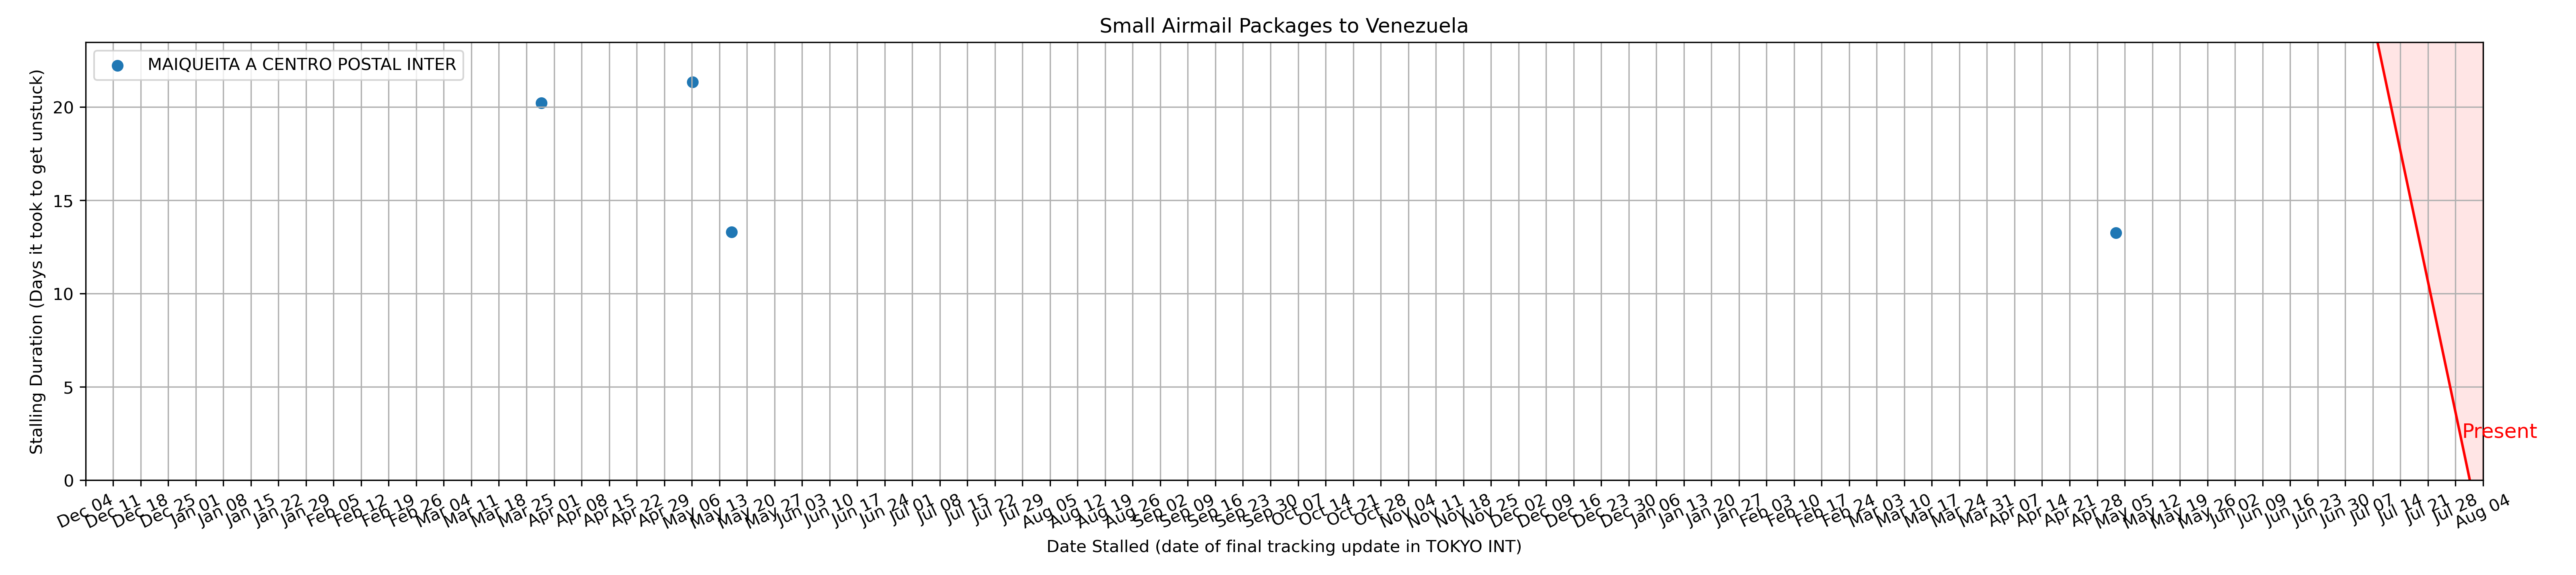 Small Airmail Packages to Venezuela
MAIQUEITA A CENTRO POSTAL INTER
Stalling Duration (Days it took to get unstuck)
20
15
10
5
0
Present
Dec 04
Dec 11
Dec 18
Dec 25
Jan 01
Jan 08
Jan 15
Jan 22
Jan 29
Feb 05
Feb 12
Feb 19
Feb 26
Mar 04
Mar 11
Mar 18
Mar 25
Apr 01
Apr 08
Apr 15
Apr 22
Apr 29
May 06
May 13
May 20
May 27
Jun 03
Jun 10
Jun 17
Jun 24
Jul 01
Jul 08
Jul 15
Jul 22
Jul 29
Aug 05
Aug 12
Aug 19
Aug 26
Sep 02
Sep 09
Sep 16
Sep 23
Sep 30
Oct 07
Oct 14
Oct 21
Oct 28
Nov 04
Nov 11
Nov 18
Nov 25
Dec 02
Dec 09
Dec 16
Dec 23
Dec 30
Jan 06
Jan 13
Jan 20
Jan 27
Feb 03
Feb 10
Feb 17
Feb 24
Mar 03
Mar 10
Mar 17
Mar 24
Mar 31
Apr 07
Apr 14
Apr 21
Apr 28
May 05
May 12
May 19
May 26
Jun 02
Jun 09
Jun 16
Jun 23
Jun 30
Jul 07
Jul 14
Jul 21
Jul 28
Aug 04
Date Stalled (date of final tracking update in TOKYO INT)